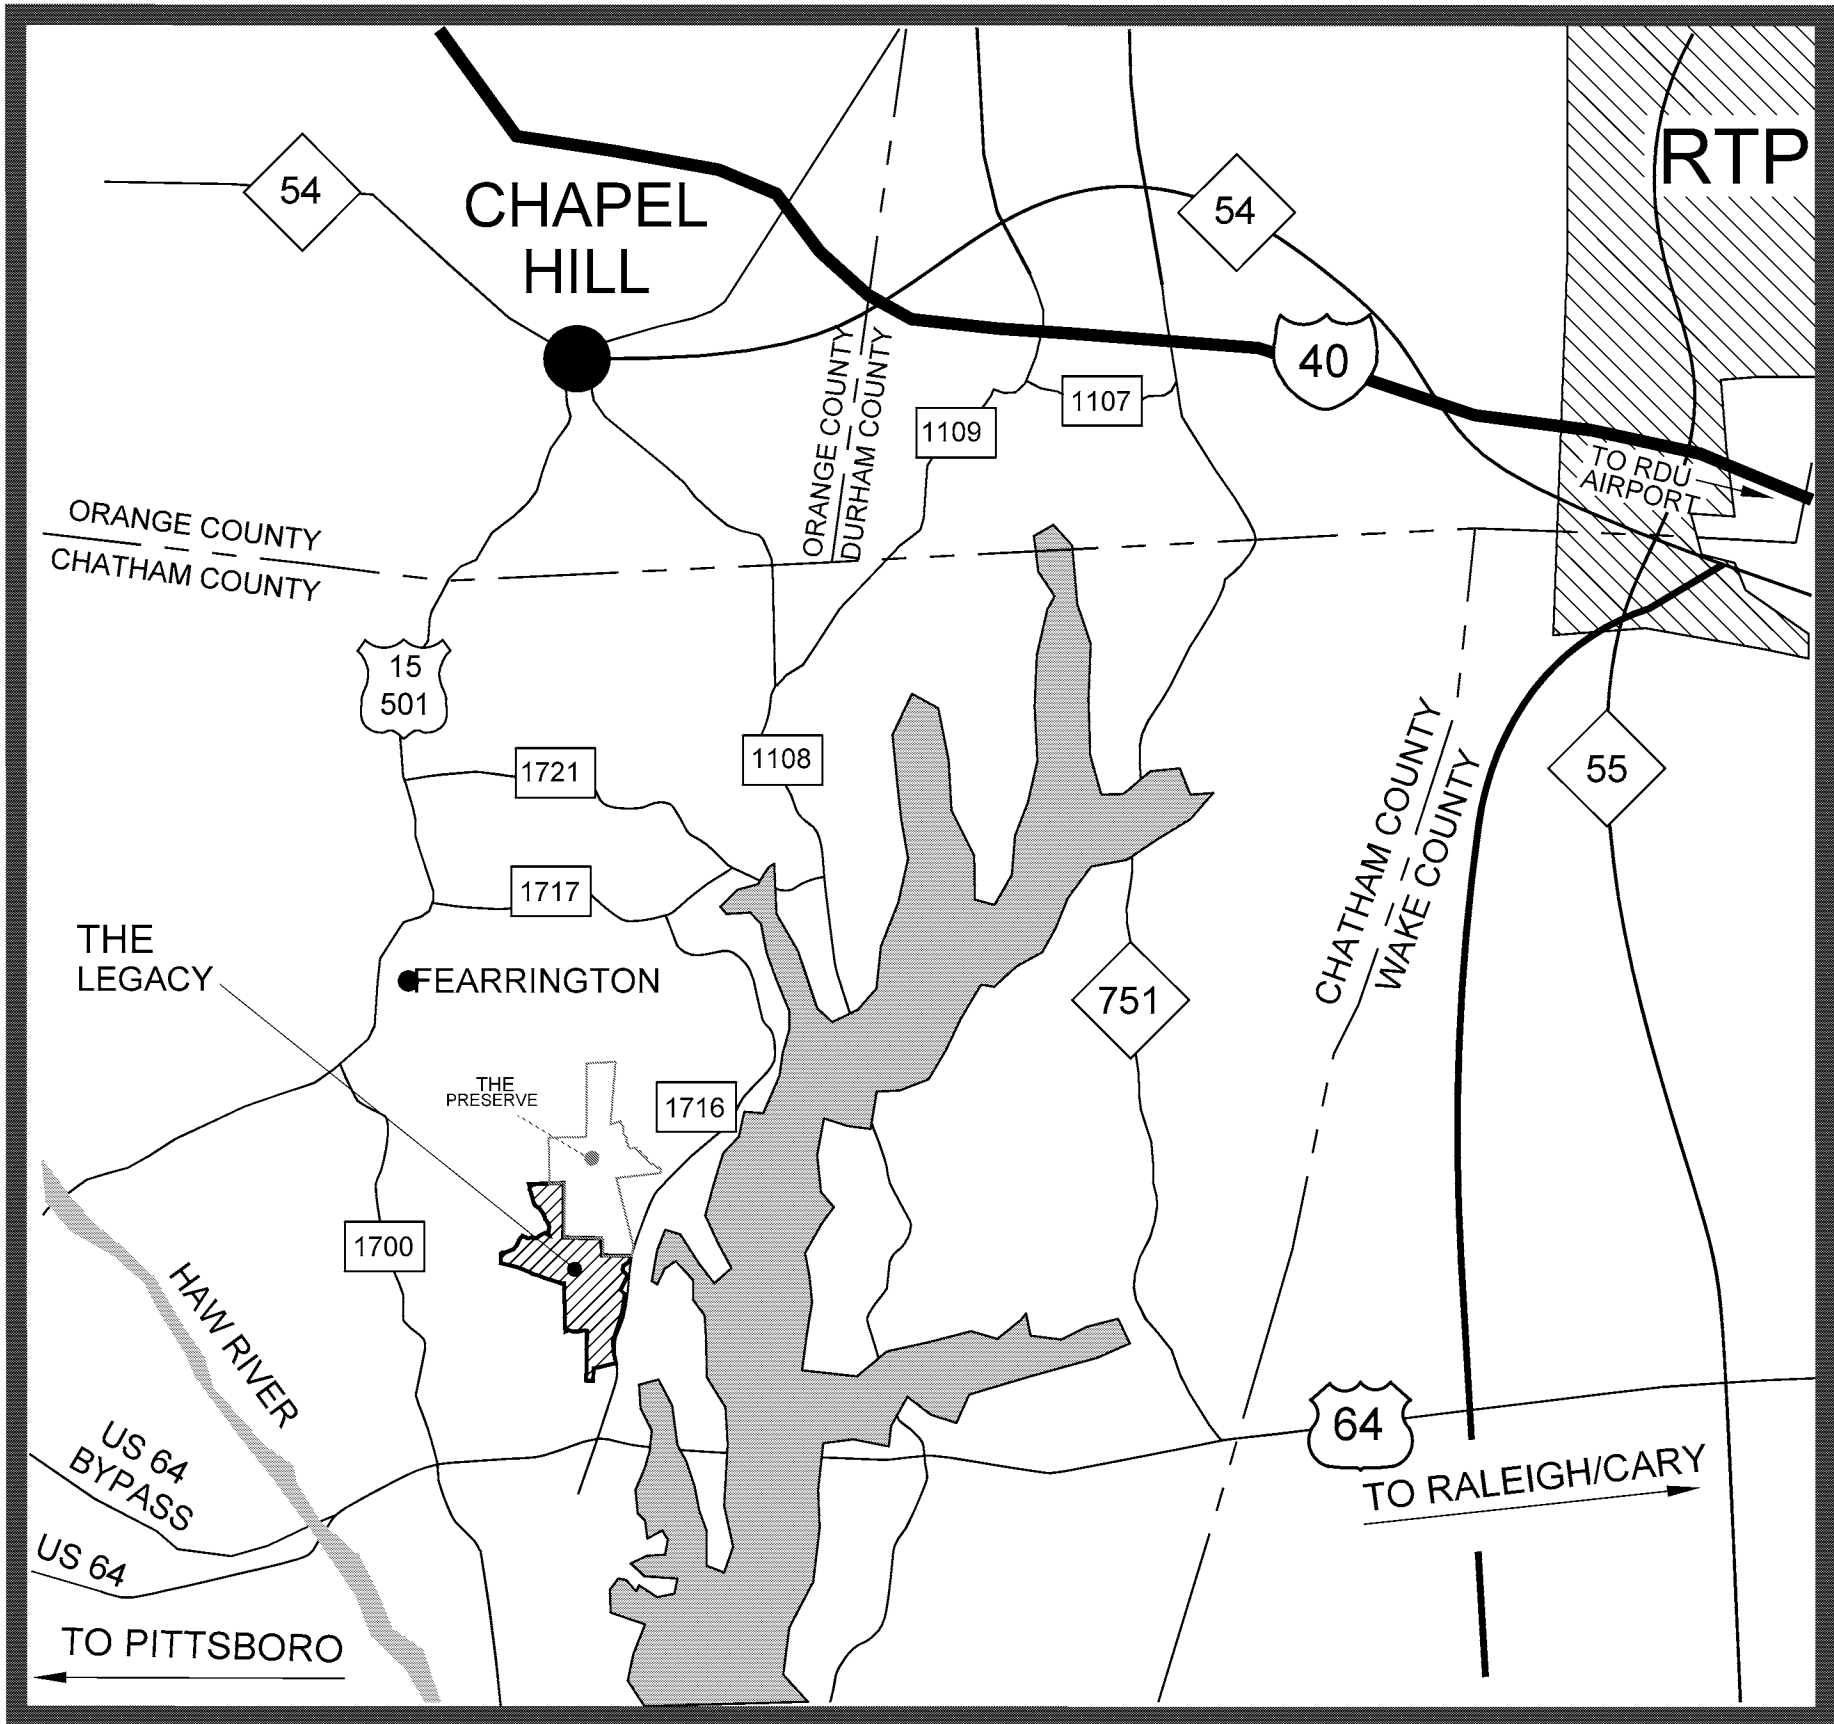 RTP
54
CHAPEL
HILL
54
40
1107
1109
ORANGE COUNTY
DURHAM COUNTY
TO RDU
AIRPORT
ORANGE COUNTY
CHATHAM COUNTY
15
501
1721
1108
55
CHATHAM COUNTY
WAKE COUNTY
1717
THE
LEGACY
FEARRINGTON
751
THE
PRESERVE
1716
1700
HAW RIVER
US 64
BYPASS
64
TO RALEIGH/CARY
US 64
TO PITTSBORO